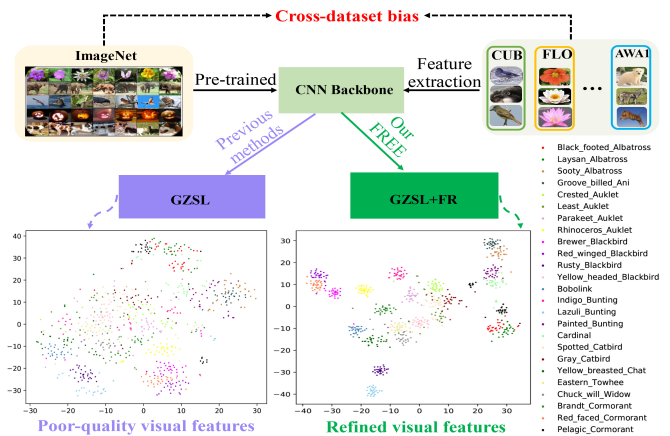 Cross-dataset bias
ImageNet
Pre-trained
CNN Backbone
Feature
extraction
CUB
FLO
...
AWA1
Previous
methods
Our
FREE
GZSL
GZSL+FR
40
30
20
10
0
−10
−20
−30
−30
−20
−10
0
10
20
30
30
20
10
0
−10
−20
−30
−40
−40
−30
−20
−10
0
10
20
30
Poor-quality visual features
Refined visual features
Black_footed_Albatross
Laysan_Albatross
Sooty_Albatross
Groove_billed_Ani
Crested_Auklet
Least_Auklet
Parakeet_Auklet
Rhinoceros_Auklet
Brewer_Blackbird
Red_winged_Blackbird
Rusty_Blackbird
Yellow_headed_Blackbird
Bobolink
Indigo_Bunting
Lazuli_Bunting
Painted_Bunting
Cardinal
Spotted_Catbird
Gray_Catbird
Yellow_breasted_Chat
Eastern_Towhee
Chuck_will_Widow
Brandt_Cormorant
Red_faced_Cormorant
Pelagic_Cormorant